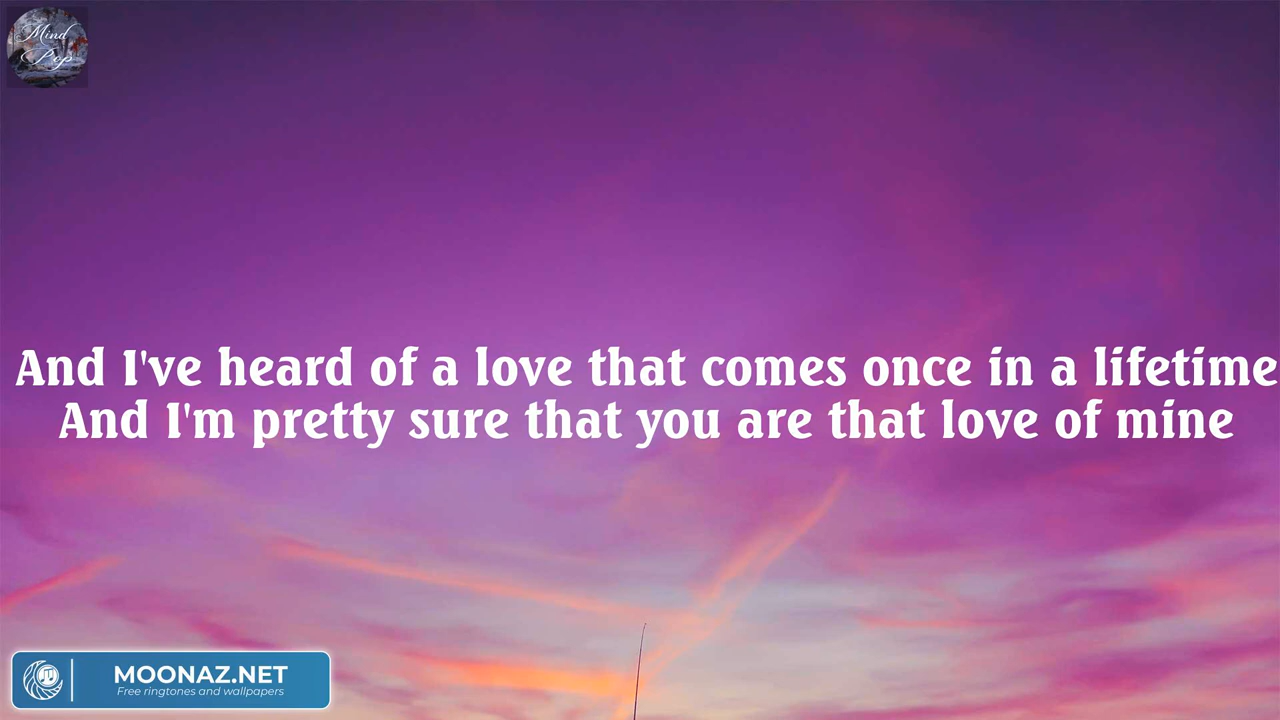 Mind
Pop
And I've heard of a love that comes once in a lifetime
And I'm pretty sure that you are that love of mine
MOONAZ.NET
Free ringtones and wallpapers